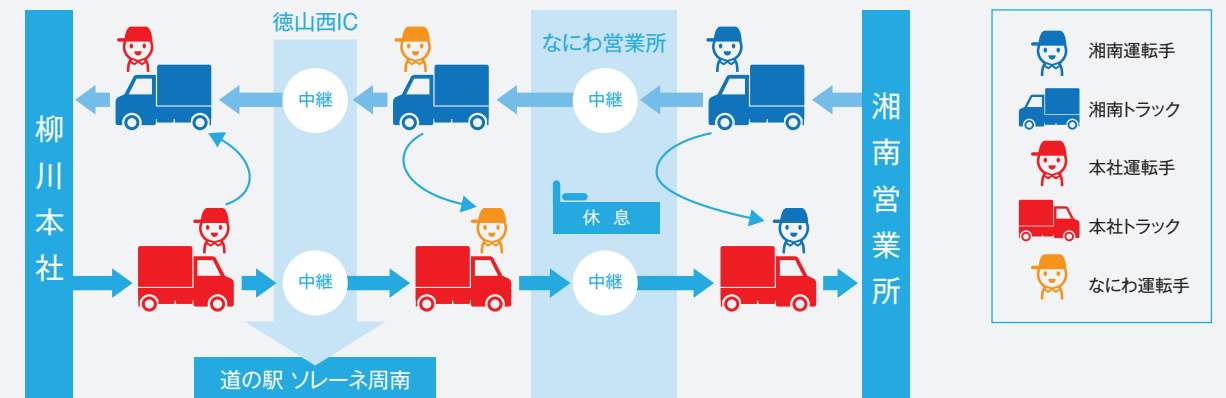 徳山西IC
なにわ営業所
中継
中継
柳川本社
湘南営業所
休 息
中継
中継
道の駅 ソレーネ周南
湘南運転手
湘南トラック
本社運転手
本社トラック
なにわ運転手